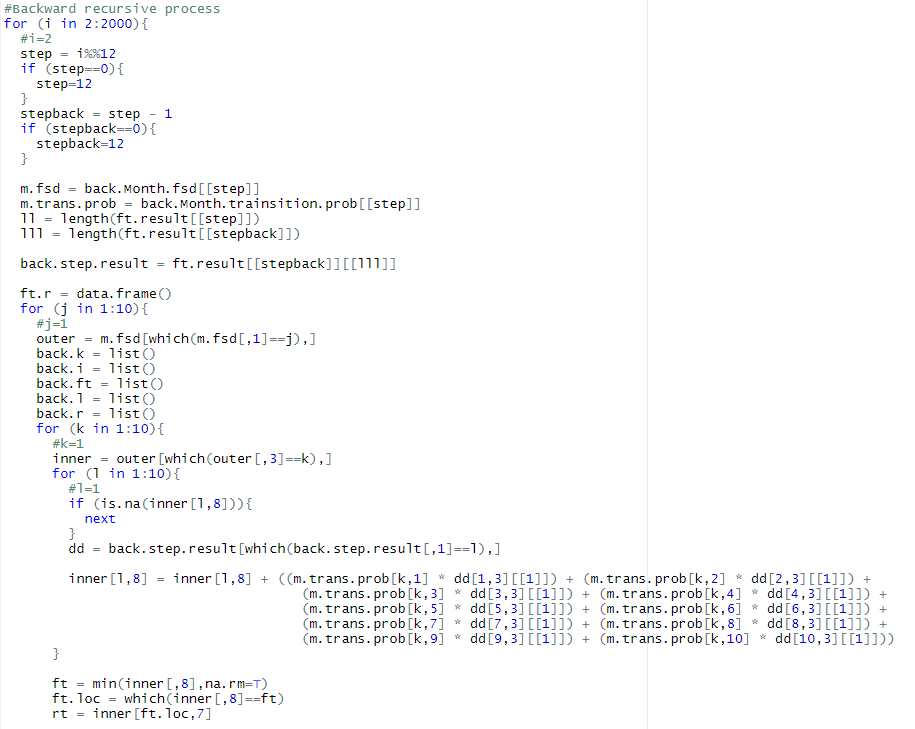 #Backward recursive process
for (i in 2:2000){
  #i=2
  step = i%%12
  if (step==0){
    step=12
  }
  stepback = step - 1
  if (stepback==0){
    stepback=12
  }
  m.fsd = back.Month.fsd[[step]]
  m.trans.prob = back.Month.trainsition.prob[[step]]
  ll = length(ft.result[[step]])
  lll = length(ft.result[[stepback]])
  back.step.result = ft.result[[stepback]][[lll]]
  ft.r = data.frame()
  for (j in 1:10){
    #j=1
    outer = m.fsd[which(m.fsd[,1]==j),]
    back.k = list()
    back.i = list()
    back.ft = list()
    back.l = list()
    back.r = list()
    for (k in 1:10){
      #k=1
      inner = outer[which(outer[,3]==k),]
      for (l in 1:10){
        #l=1
        if (is.na(inner[l,8])){
          next
        }
        dd = back.step.result[which(back.step.result[,1]==l),]
        inner[l,8] = inner[l,8] + ((m.trans.prob[k,1] * dd[1,3][[1]]) + (m.trans.prob[k,2] * dd[2,3][[1]]) +
                                     (m.trans.prob[k,3] * dd[3,3][[1]]) + (m.trans.prob[k,4] * dd[4,3][[1]]) +
                                     (m.trans.prob[k,5] * dd[5,3][[1]]) + (m.trans.prob[k,6] * dd[6,3][[1]]) +
                                     (m.trans.prob[k,7] * dd[7,3][[1]]) + (m.trans.prob[k,8] * dd[8,3][[1]]) +
                                     (m.trans.prob[k,9] * dd[9,3][[1]]) + (m.trans.prob[k,10] * dd[10,3][[1]]))
      }
      ft = min(inner[,8],na.rm=T)
      ft.loc = which(inner[,8]==ft)
      rt = inner[ft.loc,7]